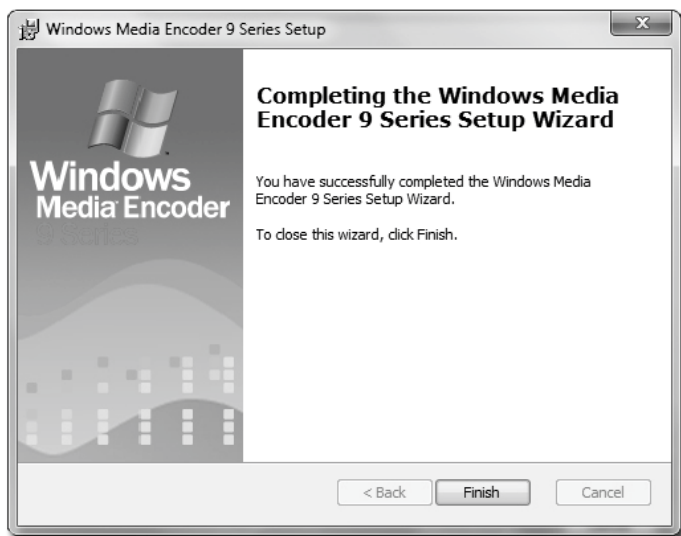 Windows Media Encoder 9 Series Setup
Windows
Media Encoder
9 Series
Completing the Windows Media
Encoder 9 Series Setup Wizard
You have successfully completed the Windows Media
Encoder 9 Series Setup Wizard.
To close this wizard, click Finish.
< Back Finish Cancel